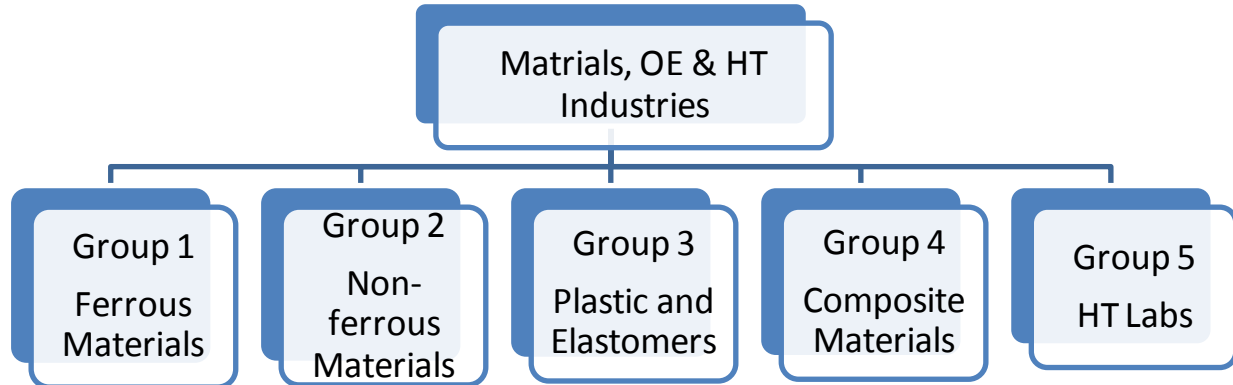 Matrials, OE & HT
Industries
Group 1
Ferrous
Materials
Group 2
Non-
ferrous
Materials
Group 3
Plastic and
Elastomers
Group 4
Composite
Materials
Group 5
HT Labs